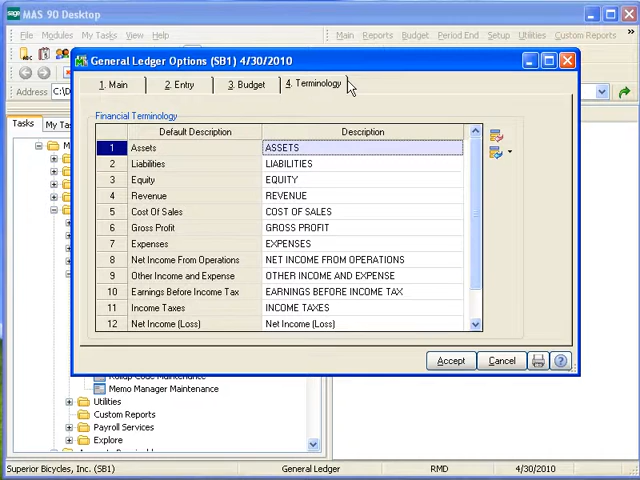 sage MAS 90 Desktop
File Modules My Tasks View Help
Main Reports Budget Period End Setup Utilities Custom Reports
General Ledger Options (SB1) 4/30/2010
Address C:\D
1. Main 2. Entry 3. Budget 4. Terminology
Tasks My Ta
Financial Terminology
Default Description Description
1 Assets ASSETS
2 Liabilities LIABILITIES
3 Equity EQUITY
4 Revenue REVENUE
5 Cost Of Sales COST OF SALES
6 Gross Profit GROSS PROFIT
7 Expenses EXPENSES
8 Net Income From Operations NET INCOME FROM OPERATIONS
9 Other Income and Expense OTHER INCOME AND EXPENSE
10 Earnings Before Income Tax EARNINGS BEFORE INCOME TAX
11 Income Taxes INCOME TAXES
12 Net Income (Loss) Net Income (Loss)
Accept Cancel
Memo Manager Maintenance
Utilities
Custom Reports
Payroll Services
Explore
Superior Bicycles, Inc. (SB1) General Ledger RMD 4/30/2010